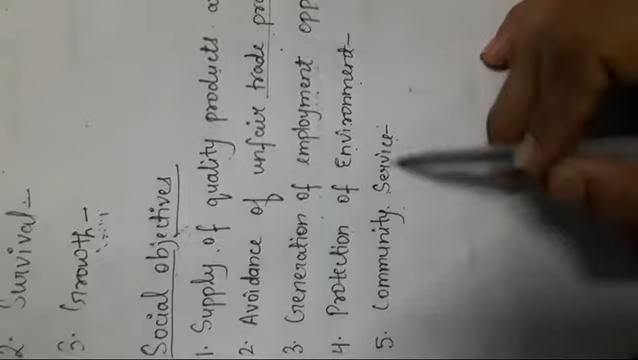 2. Survival-
3. Growth-
Social objectives
1. Supply of quality products
2. Avoidance of unfair trade
3. Generation of employment
4. Protection of Environment-
5. Community Service-